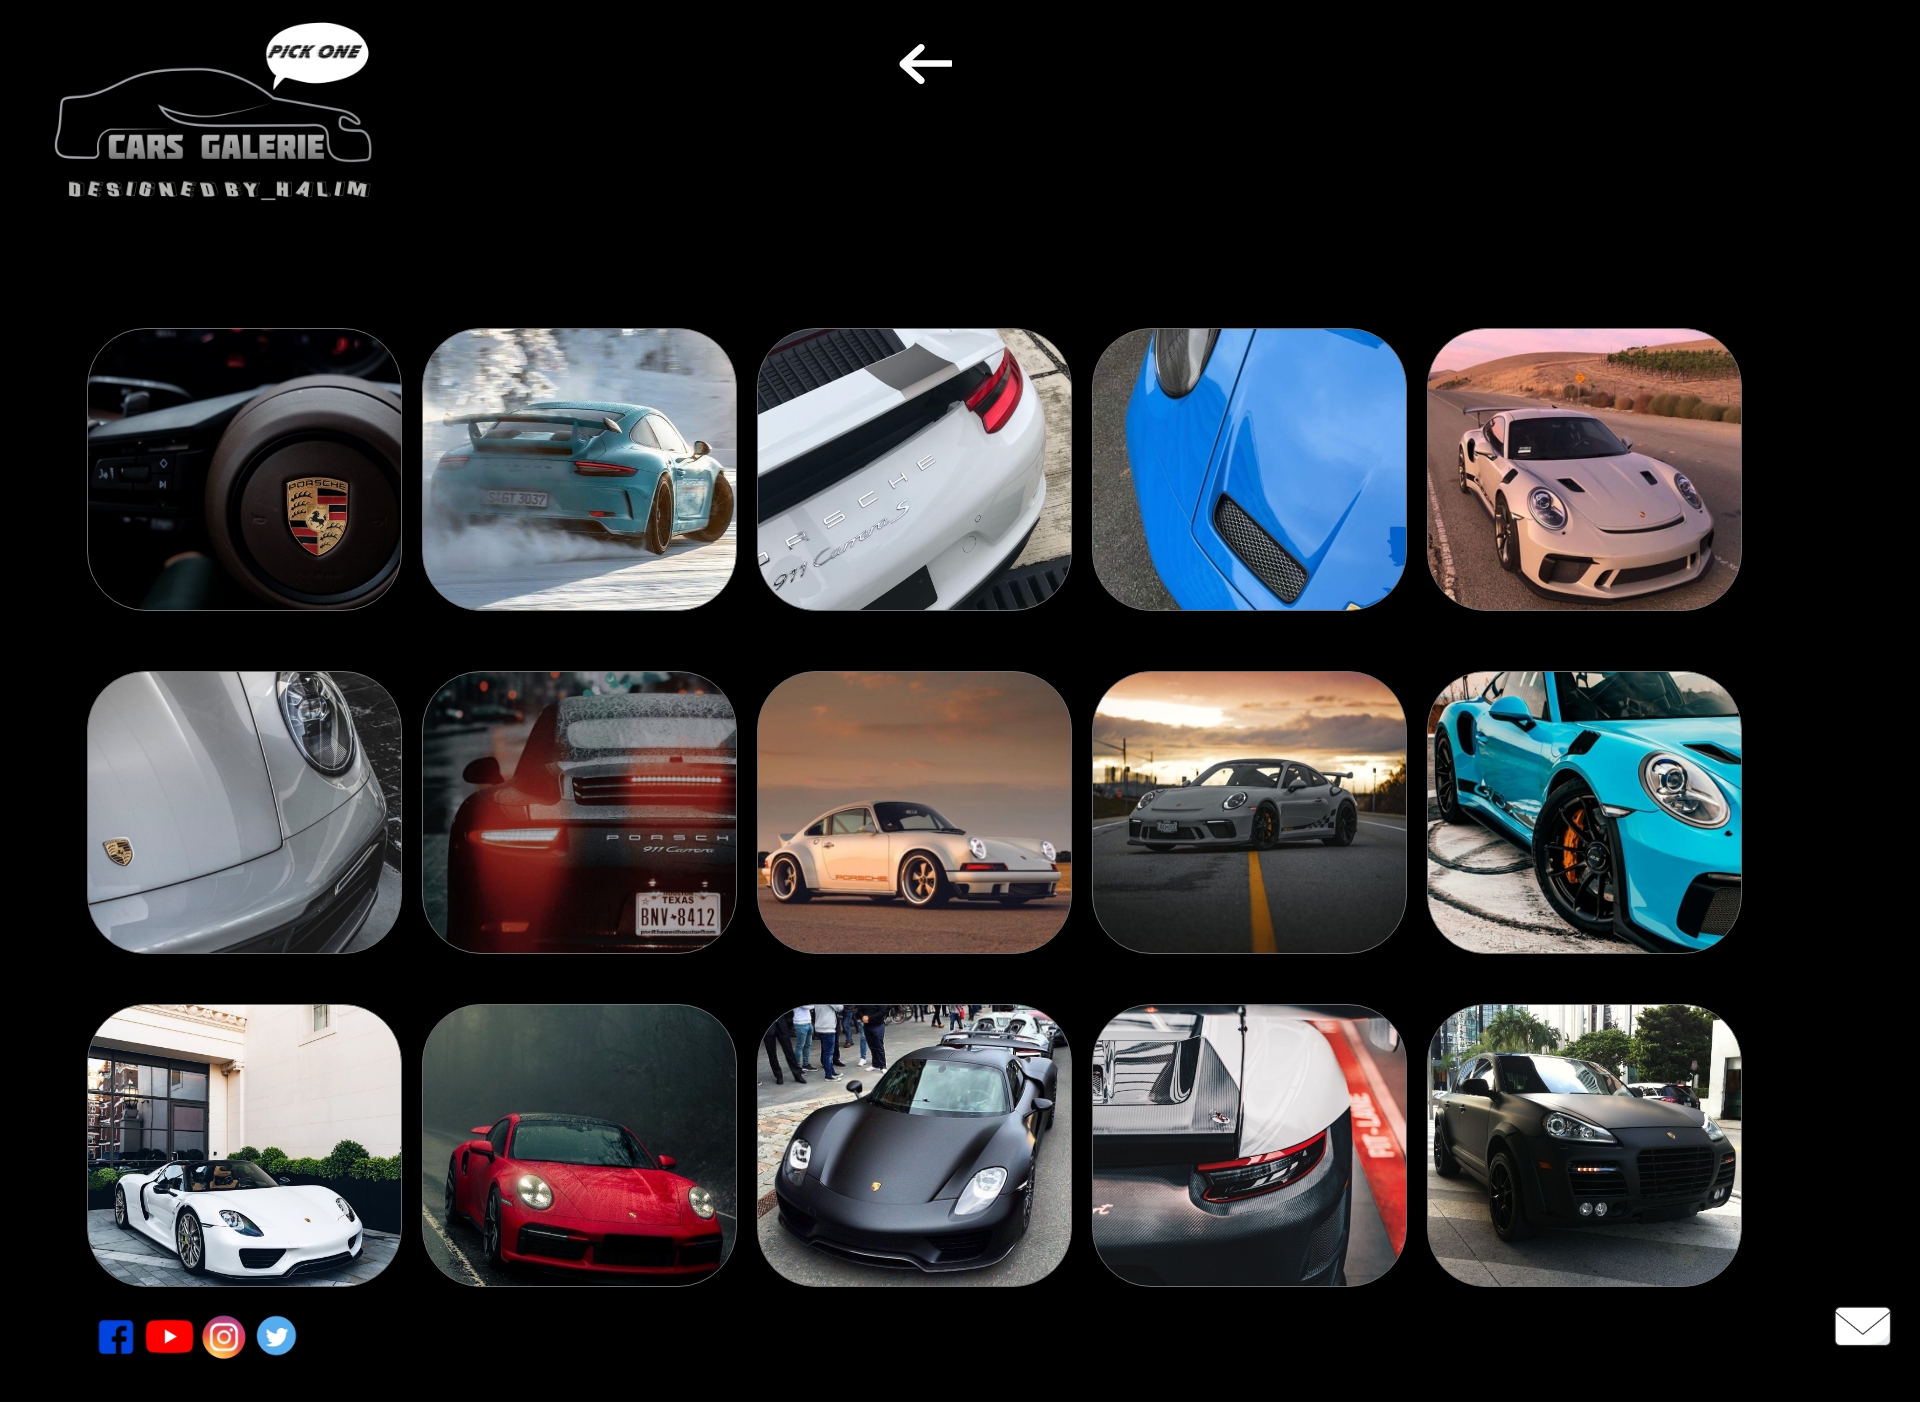 PICK ONE
CARS GALERIE
DESIGNED BY_HALIM
PORSCHE
S GT 3037
PORSCHE
911 Carrera S
PORSCH
911 Carrera
TEXAS
BNV 8412
PORSCHE
PIT-LANE